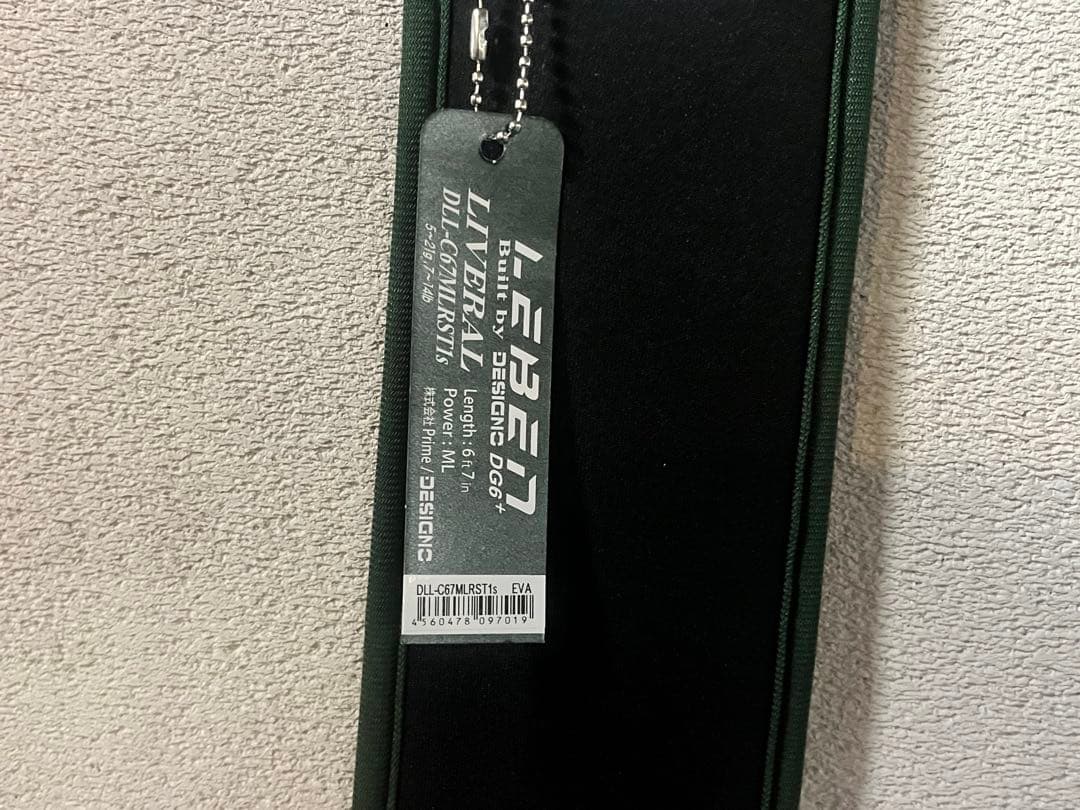 LEBEN
Built by DESIGNO DG6+
LIVERAL
DLL-C67MLRST1s
5~21g,7~14lb
Length : 6 ft 7 in
Power : ML
株式会社 Prime / DESIGNO
DLL-C67MLRST1s EVA
4560478097019